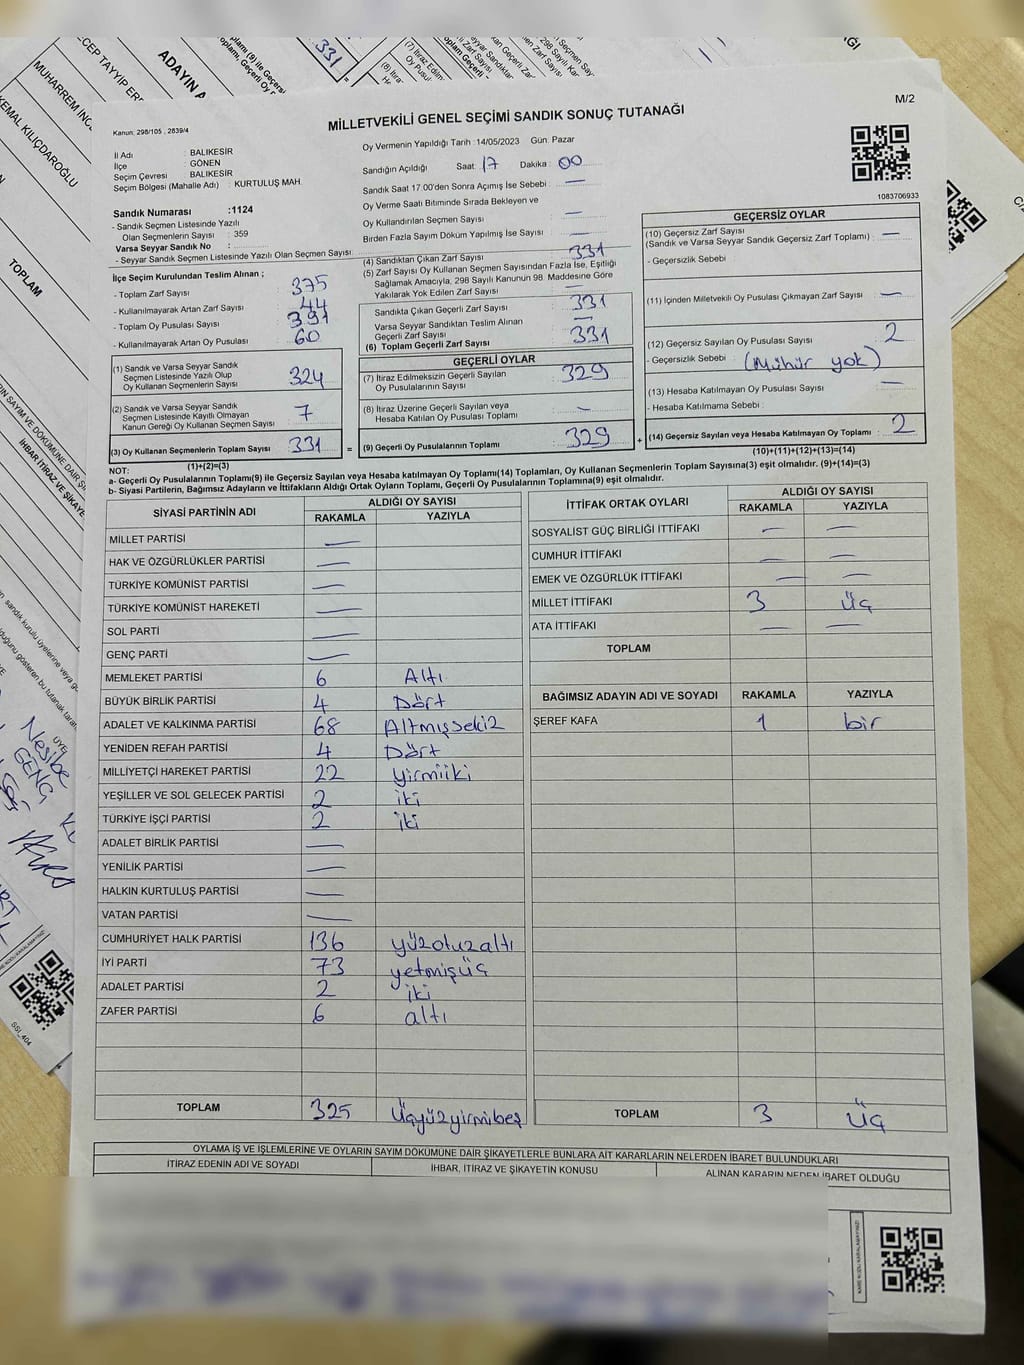 MUHARREM İNCE
KEMAL KILIÇDAROĞLU
ADAYIN A
TOPLAM
331
M/2
MİLLETVEKİLİ GENEL SEÇİMİ SANDIK SONUÇ TUTANAĞI
Kanun: 298/105 , 2839/4
Oy Vermenin Yapıldığı Tarih : 14/05/2023 Gün: Pazar
İl Adı : BALIKESİR
İlçe : GÖNEN
Seçim Çevresi : BALIKESİR
Seçim Bölgesi (Mahalle Adı) : KURTULUŞ MAH.
Sandığın Açıldığı Saat: 17 Dakika: 00
Sandık Saat 17.00'den Sonra Açımış İse Sebebi : —
Oy Verme Saati Bitiminde Sırada Bekleyen ve
Oy Kullandırılan Seçmen Sayısı : —
Birden Fazla Sayım Döküm Yapılmış İse Sayısı : —
1083706933
Sandık Numarası :1124
- Sandık Seçmen Listesinde Yazılı
Olan Seçmenlerin Sayısı : 359
Varsa Seyyar Sandık No :
- Seyyar Sandık Seçmen Listesinde Yazılı Olan Seçmen Sayısı :
İlçe Seçim Kurulundan Teslim Alınan ;
- Toplam Zarf Sayısı : 375
- Kullanılmayarak Artan Zarf Sayısı : 44
- Toplam Oy Pusulası Sayısı : 391
- Kullanılmayarak Artan Oy Pusulası : 60
(1) Sandık ve Varsa Seyyar Sandık
Seçmen Listesinde Yazılı Olup
Oy Kullanan Seçmenlerin Sayısı : 324
(2) Sandık ve Varsa Seyyar Sandık
Seçmen Listesinde Kayıtlı Olmayan
Kanun Gereği Oy Kullanan Seçmen Sayısı : 7
(3) Oy Kullanan Seçmenlerin Toplam Sayısı : 331
(1)+(2)=(3)
(4) Sandıktan Çıkan Zarf Sayısı : 331
(5) Zarf Sayısı Oy Kullanan Seçmen Sayısından Fazla İse, Eşitliği
Sağlamak Amacıyla, 298 Sayılı Kanunun 98. Maddesine Göre
Yakılarak Yok Edilen Zarf Sayısı : —
Sandıkta Çıkan Geçerli Zarf Sayısı : 331
Varsa Seyyar Sandıktan Teslim Alınan
Geçerli Zarf Sayısı : —
(6) Toplam Geçerli Zarf Sayısı : 331
GEÇERLİ OYLAR
(7) İtiraz Edilmeksizin Geçerli Sayılan
Oy Pusulalarının Sayısı : 329
(8) İtiraz Üzerine Geçerli Sayılan veya
Hesaba Katılan Oy Pusulası Toplamı : —
= (9) Geçerli Oy Pusulalarının Toplamı : 329
GEÇERSİZ OYLAR
(10) Geçersiz Zarf Sayısı
(Sandık ve Varsa Seyyar Sandık Geçersiz Zarf Toplamı) : —
- Geçersizlik Sebebi :
(11) İçinden Milletvekili Oy Pusulası Çıkmayan Zarf Sayısı : —
(12) Geçersiz Sayılan Oy Pusulası Sayısı : 2
- Geçersizlik Sebebi : (Mühür yok)
(13) Hesaba Katılmayan Oy Pusulası Sayısı : —
- Hesaba Katılmama Sebebi :
+ (14) Geçersiz Sayılan veya Hesaba Katılmayan Oy Toplamı : 2
(10)+(11)+(12)+(13)=(14)
NOT:
a- Geçerli Oy Pusulalarının Toplamı(9) ile Geçersiz Sayılan veya Hesaba katılmayan Oy Toplamı(14) Toplamları, Oy Kullanan Seçmenlerin Toplam Sayısına(3) eşit olmalıdır. (9)+(14)=(3)
b- Siyasi Partilerin, Bağımsız Adayların ve İttifakların Aldığı Ortak Oyların Toplamı, Geçerli Oy Pusulalarının Toplamına(9) eşit olmalıdır.
SİYASİ PARTİNİN ADI ALDIĞI OY SAYISI
RAKAMLA YAZIYLA
MİLLET PARTİSİ —
HAK VE ÖZGÜRLÜKLER PARTİSİ —
TÜRKİYE KOMÜNİST PARTİSİ —
TÜRKİYE KOMÜNİST HAREKETİ —
SOL PARTİ —
GENÇ PARTİ —
MEMLEKET PARTİSİ 6 Altı
BÜYÜK BİRLİK PARTİSİ 4 Dört
ADALET VE KALKINMA PARTİSİ 68 Altmışsekiz
YENİDEN REFAH PARTİSİ 4 Dört
MİLLİYETÇİ HAREKET PARTİSİ 22 yirmiiki
YEŞİLLER VE SOL GELECEK PARTİSİ 2 iki
TÜRKİYE İŞÇİ PARTİSİ 2 iki
ADALET BİRLİK PARTİSİ —
YENİLİK PARTİSİ —
HALKIN KURTULUŞ PARTİSİ —
VATAN PARTİSİ —
CUMHURİYET HALK PARTİSİ 136 yüzotuzaltı
İYİ PARTİ 73 yetmişüç
ADALET PARTİSİ 2 iki
ZAFER PARTİSİ 6 altı
TOPLAM 325 Üçyüzyirmibeş
İTTİFAK ORTAK OYLARI ALDIĞI OY SAYISI
RAKAMLA YAZIYLA
SOSYALİST GÜÇ BİRLİĞİ İTTİFAKI — —
CUMHUR İTTİFAKI — —
EMEK VE ÖZGÜRLÜK İTTİFAKI — —
MİLLET İTTİFAKI 3 üç
ATA İTTİFAKI — —
TOPLAM
BAĞIMSIZ ADAYIN ADI VE SOYADI RAKAMLA YAZIYLA
ŞEREF KAFA 1 bir
TOPLAM 3 üç
OYLAMA İŞ VE İŞLEMLERİNE VE OYLARIN SAYIM DÖKÜMÜNE DAİR ŞİKAYETLERLE BUNLARA AİT KARARLARIN NELERDEN İBARET BULUNDUKLARI
İTİRAZ EDENİN ADI VE SOYADI İHBAR, İTİRAZ VE ŞİKAYETİN KONUSU ALINAN KARARIN NEDEN İBARET OLDUĞU
ÜYE
Nesibe
GENÇ
SSI_404